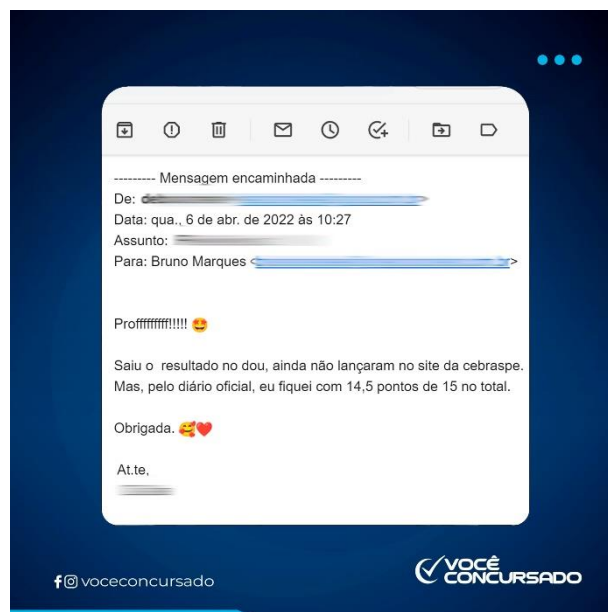 --------- Mensagem encaminhada ---------
De:
Data: qua., 6 de abr. de 2022 às 10:27
Assunto:
Para: Bruno Marques < >
Proffffffffff!!!!! 🤩
Saiu o  resultado no dou, ainda não lançaram no site da cebraspe.
Mas, pelo diário oficial, eu fiquei com 14,5 pontos de 15 no total.
Obrigada. 🥰❤️
At.te,
voceconcursado
VOCÊ
CONCURSADO